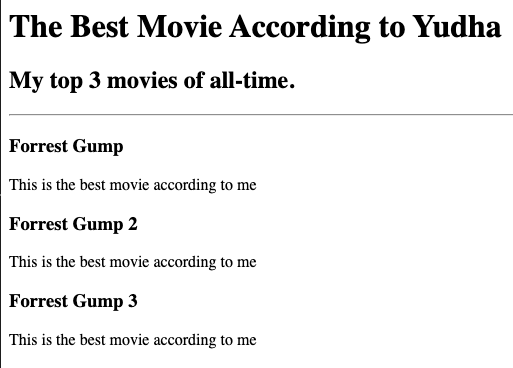 The Best Movie According to Yudha
My top 3 movies of all-time.
Forrest Gump
This is the best movie according to me
Forrest Gump 2
This is the best movie according to me
Forrest Gump 3
This is the best movie according to me